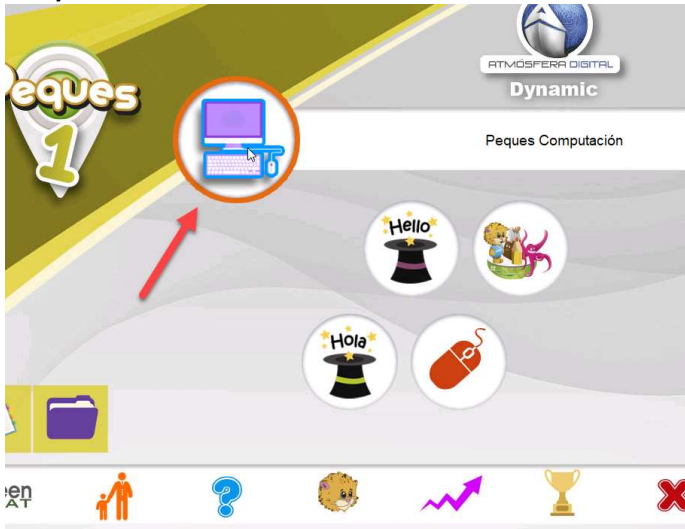 Peques
1
ATMÓSFERA DIGITAL
Dynamic
Peques Computación
Hello
Hola